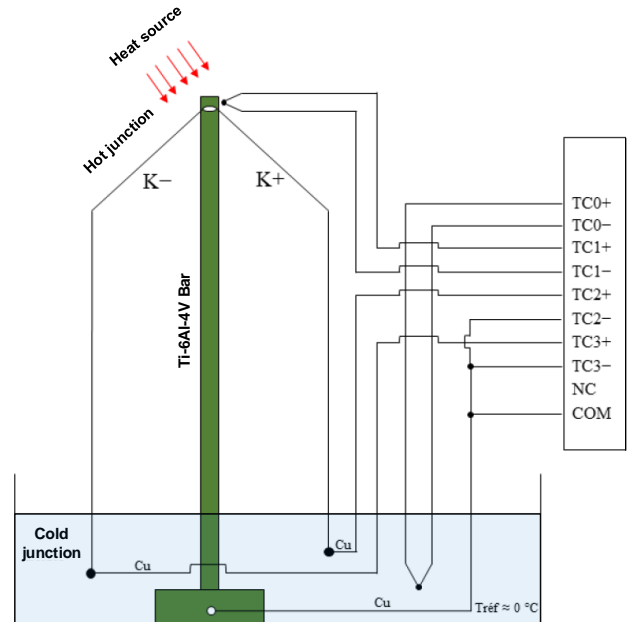 Heat source
Hot junction
K−
K+
Ti-6Al-4V Bar
TC0+
TC0−
TC1+
TC1−
TC2+
TC2−
TC3+
TC3−
NC
COM
Cold
junction
Cu
Cu
Cu
Tréf ≈ 0 °C